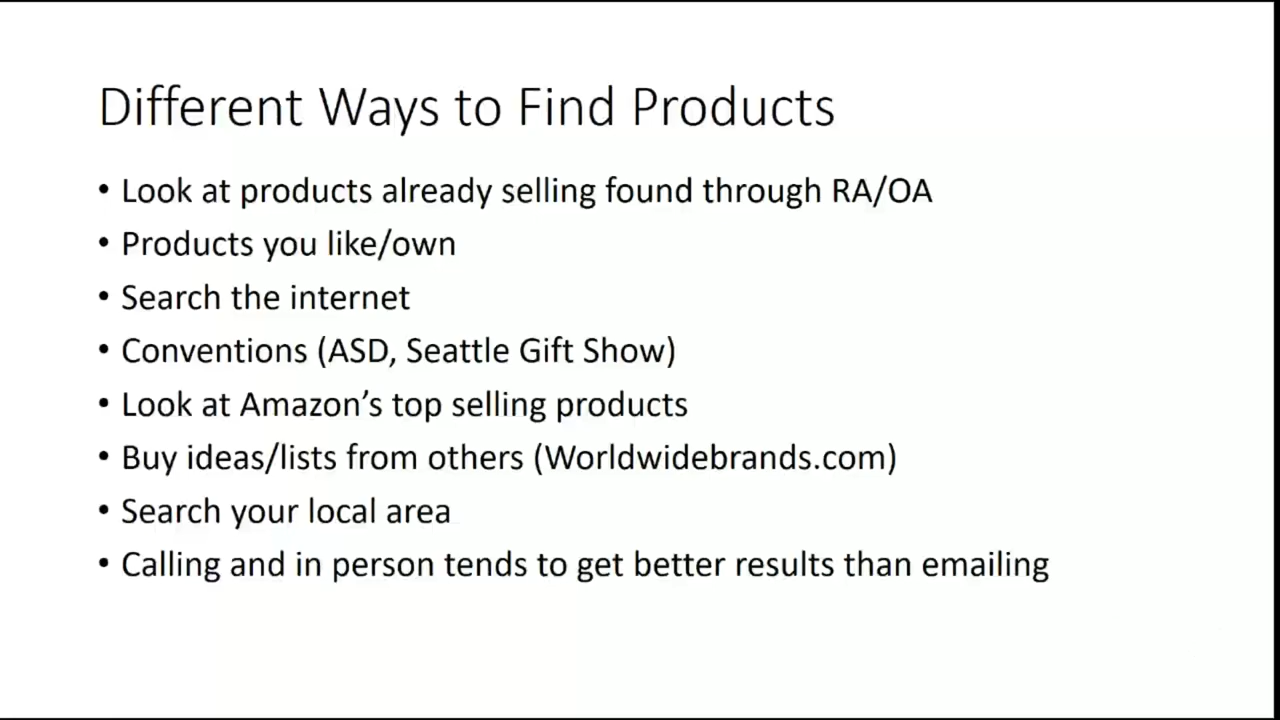 Different Ways to Find Products
• Look at products already selling found through RA/OA
• Products you like/own
• Search the internet
• Conventions (ASD, Seattle Gift Show)
• Look at Amazon’s top selling products
• Buy ideas/lists from others (Worldwidebrands.com)
• Search your local area
• Calling and in person tends to get better results than emailing